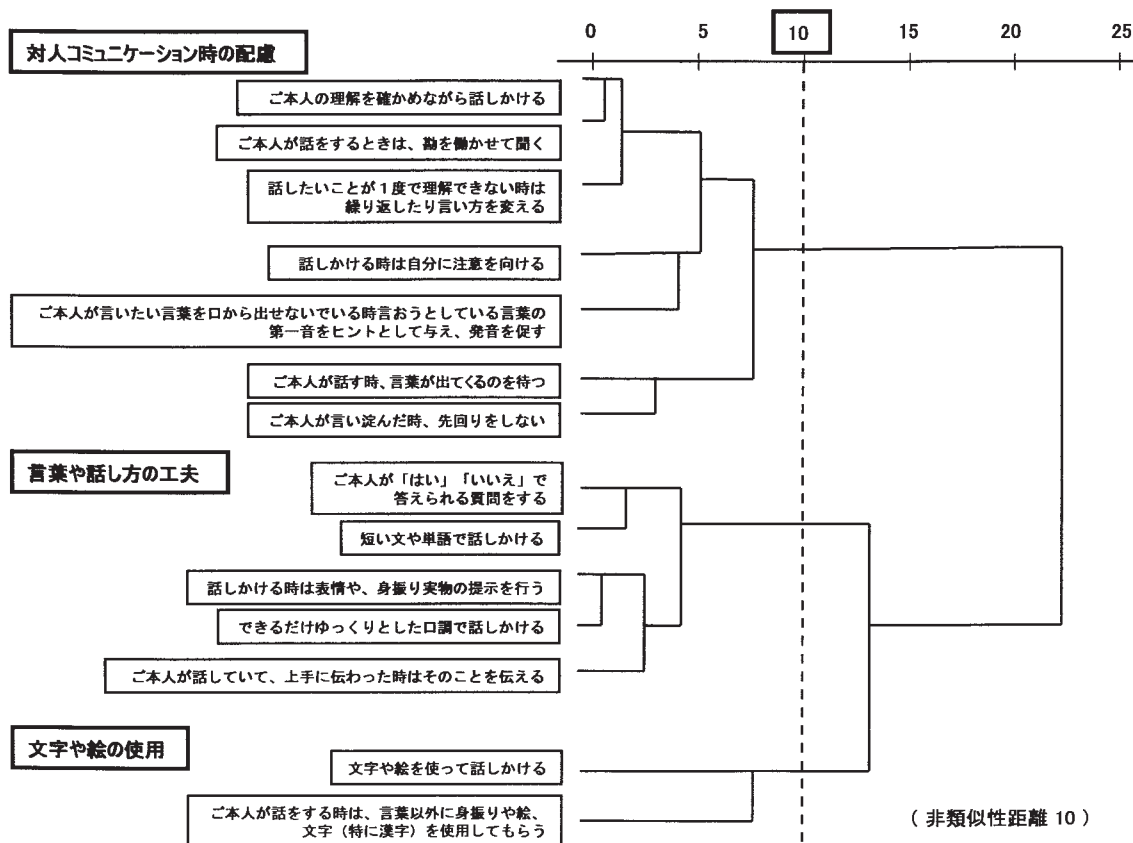 0 5 10 15 20 25
対人コミュニケーション時の配慮
ご本人の理解を確かめながら話しかける
ご本人が話をするときは、勘を働かせて聞く
話したいことが1度で理解できない時は
繰り返したり言い方を変える
話しかける時は自分に注意を向ける
ご本人が言いたい言葉を口から出せないでいる時言おうとしている言葉の
第一音をヒントとして与え、発音を促す
ご本人が話す時、言葉が出てくるのを待つ
ご本人が言い淀んだ時、先回りをしない
言葉や話し方の工夫
ご本人が「はい」「いいえ」で
答えられる質問をする
短い文や単語で話しかける
話しかける時は表情や、身振り実物の提示を行う
できるだけゆっくりとした口調で話しかける
ご本人が話していて、上手に伝わった時はそのことを伝える
文字や絵の使用
文字や絵を使って話しかける
ご本人が話をする時は、言葉以外に身振りや絵、
文字（特に漢字）を使用してもらう
（非類似性距離 10）